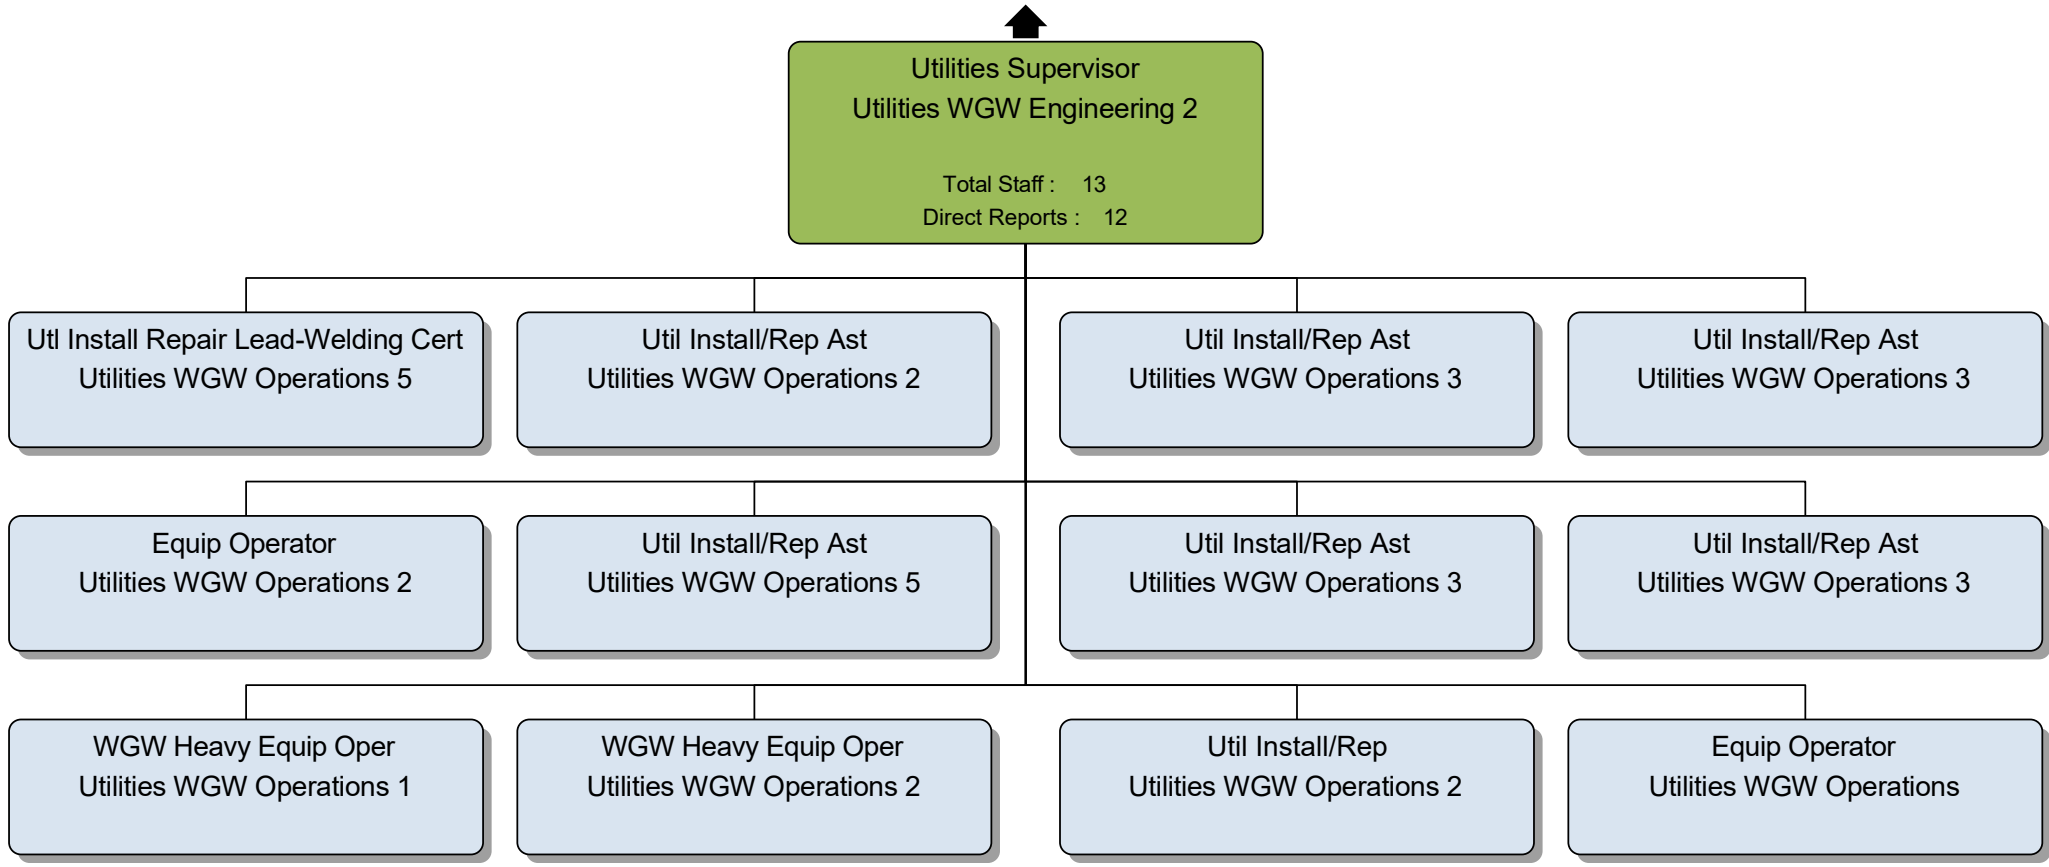 Utilities Supervisor
Utilities WGW Engineering 2
Total Staff : 13
Direct Reports : 12
Utl Install Repair Lead-Welding Cert
Utilities WGW Operations 5
Util Install/Rep Ast
Utilities WGW Operations 2
Util Install/Rep Ast
Utilities WGW Operations 3
Util Install/Rep Ast
Utilities WGW Operations 3
Equip Operator
Utilities WGW Operations 2
Util Install/Rep Ast
Utilities WGW Operations 5
Util Install/Rep Ast
Utilities WGW Operations 3
Util Install/Rep Ast
Utilities WGW Operations 3
WGW Heavy Equip Oper
Utilities WGW Operations 1
WGW Heavy Equip Oper
Utilities WGW Operations 2
Util Install/Rep
Utilities WGW Operations 2
Equip Operator
Utilities WGW Operations